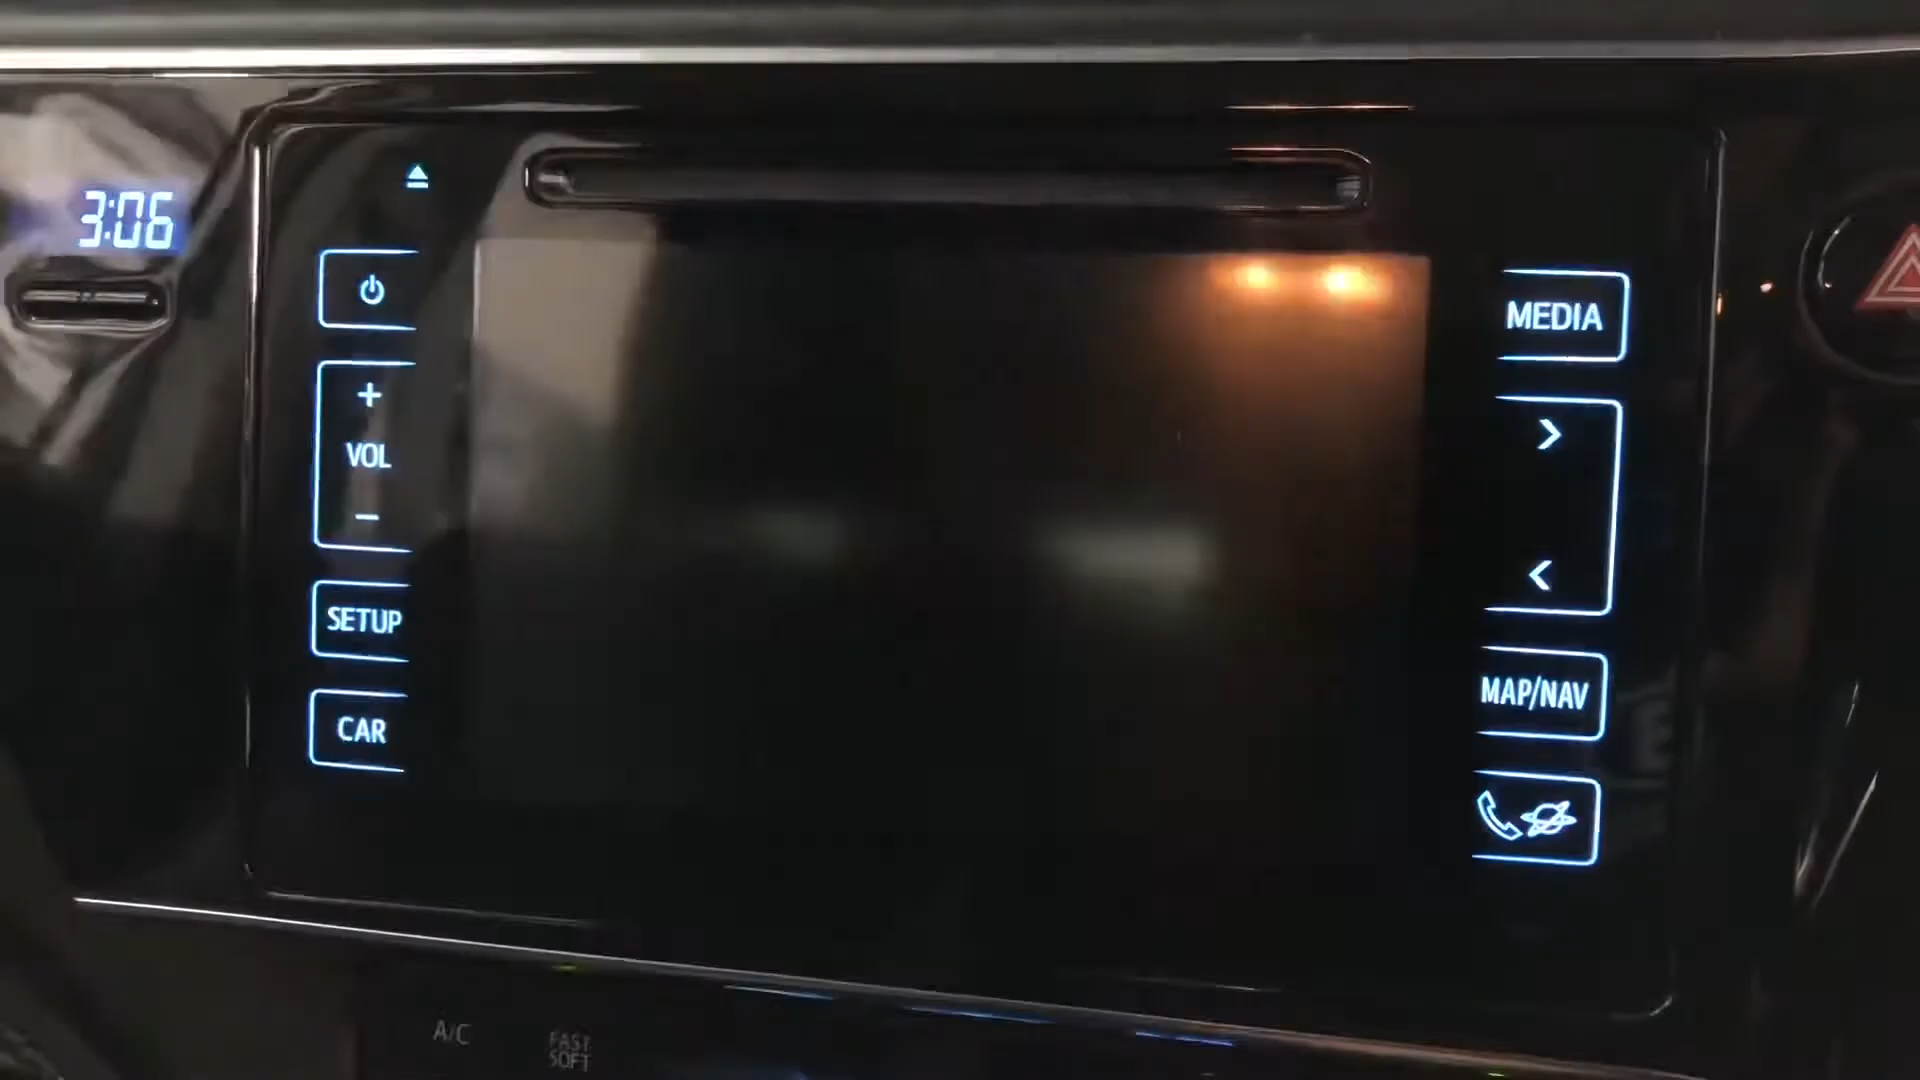 3:06
MEDIA
+
VOL
−
SETUP
MAP/NAV
CAR
A/C
FAST
SOFT